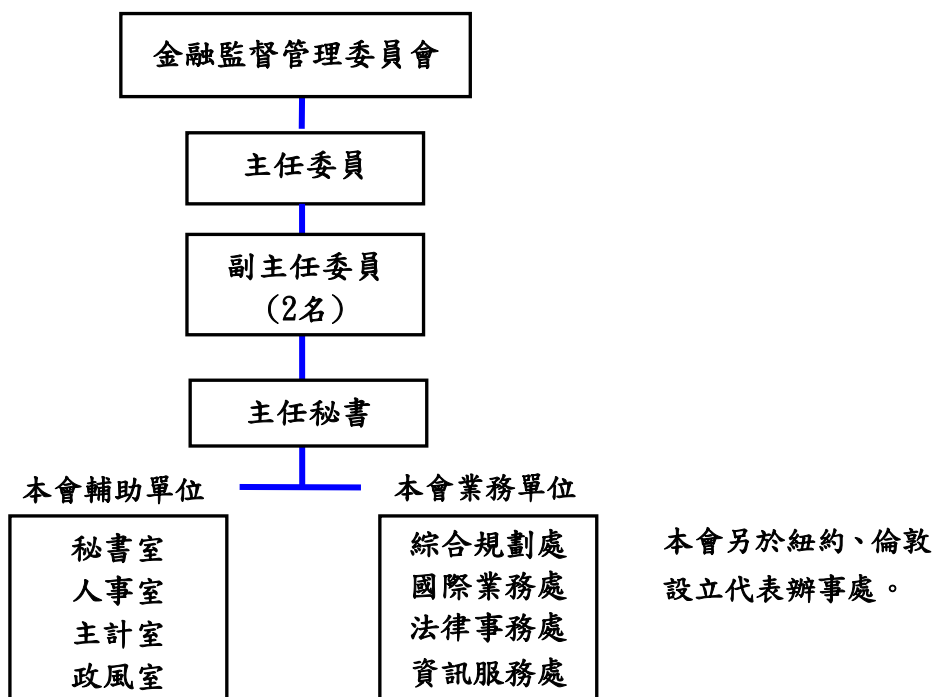 金融監督管理委員會
主任委員
副主任委員
(2名)
主任秘書
本會輔助單位
秘書室
人事室
主計室
政風室
本會業務單位
綜合規劃處
國際業務處
法律事務處
資訊服務處
本會另於紐約、倫敦
設立代表辦事處。